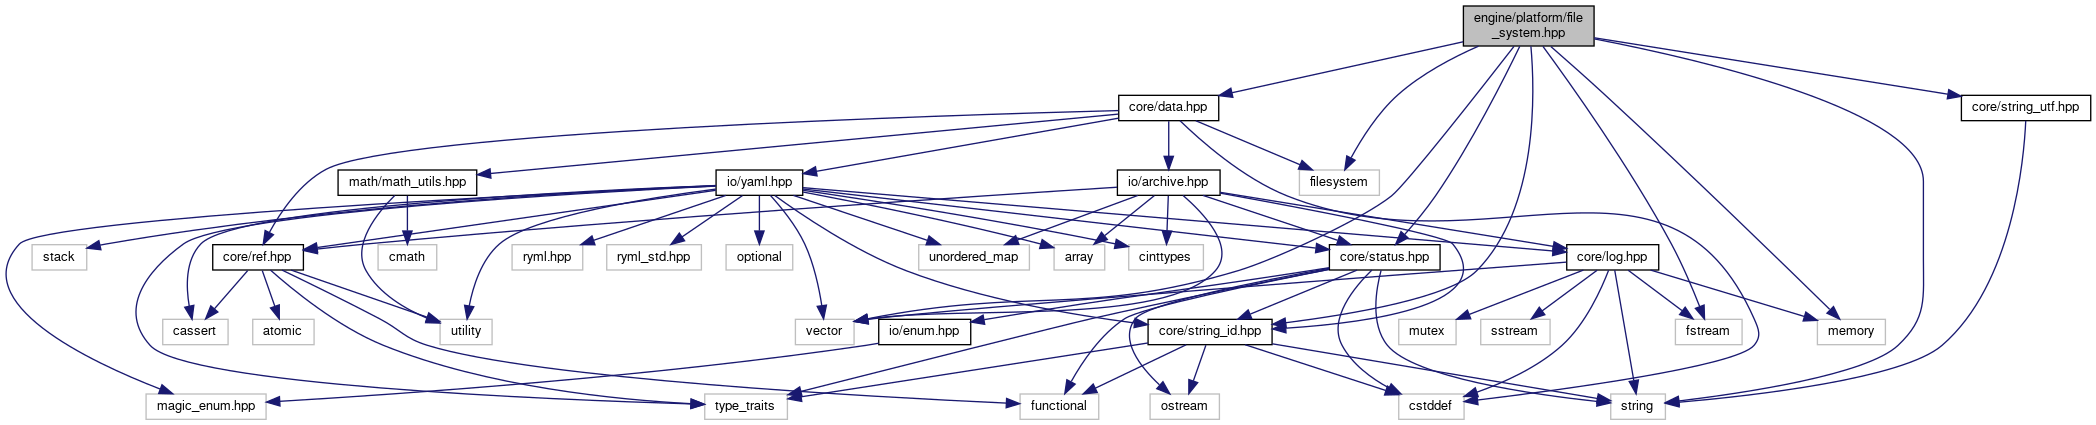 engine/platform/file
_system.hpp
core/data.hpp
core/string_utf.hpp
math/math_utils.hpp
io/yaml.hpp
io/archive.hpp
filesystem
stack
core/ref.hpp
cmath
ryml.hpp
ryml_std.hpp
optional
unordered_map
array
cinttypes
core/status.hpp
core/log.hpp
cassert
atomic
utility
vector
io/enum.hpp
core/string_id.hpp
mutex
sstream
fstream
memory
magic_enum.hpp
type_traits
functional
ostream
cstddef
string